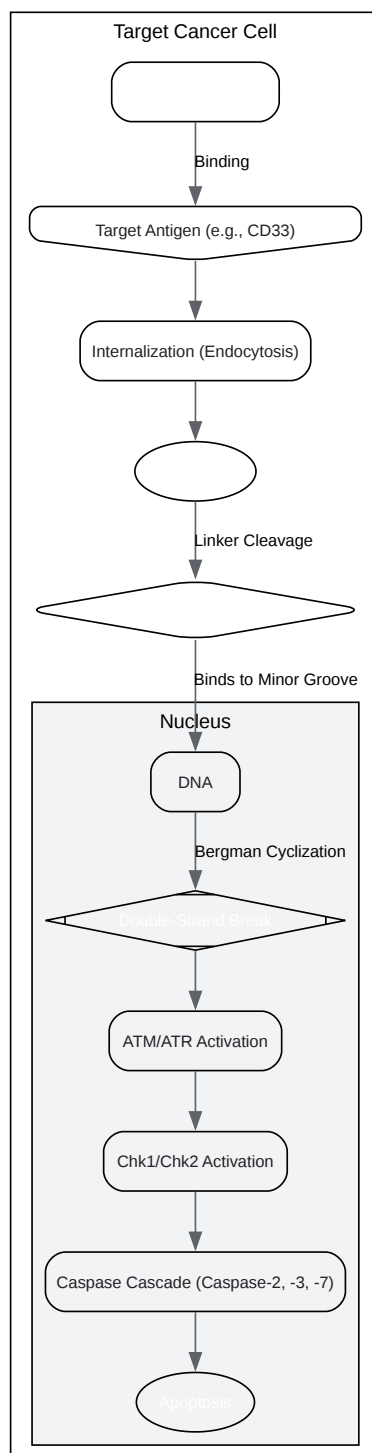 Target Cancer Cell
Binding
Target Antigen (e.g., CD33)
Internalization (Endocytosis)
Linker Cleavage
Binds to Minor Groove
Nucleus
DNA
Bergman Cyclization
Double-Strand Break
ATM/ATR Activation
Chk1/Chk2 Activation
Caspase Cascade (Caspase-2, -3, -7)
Apoptosis